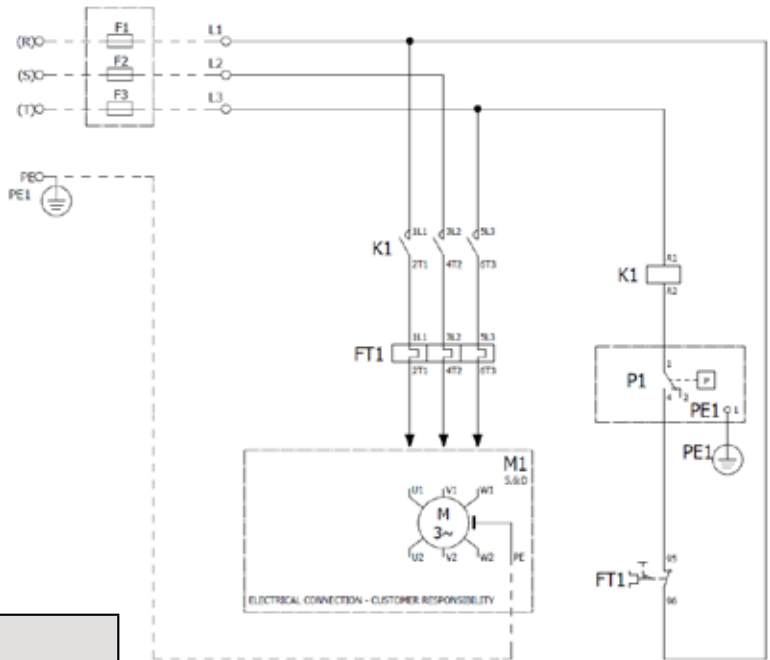 F1
L1
(R)
F2
L2
(S)
F3
L3
(T)
PE
PE1
1L1 3L2 5L3
K1
2T1 4T2 6T3
A1
K1
A2
1L1 3L2 5L3
FT1
2T1 4T2 6T3
1
P1 P
4 2
PE1 1
PE1
M1
S&D
U1 V1 W1
M
3~
U2 V2 W2 PE
ELECTRICAL CONNECTION - CUSTOMER RESPONSIBILITY
95
FT1
96